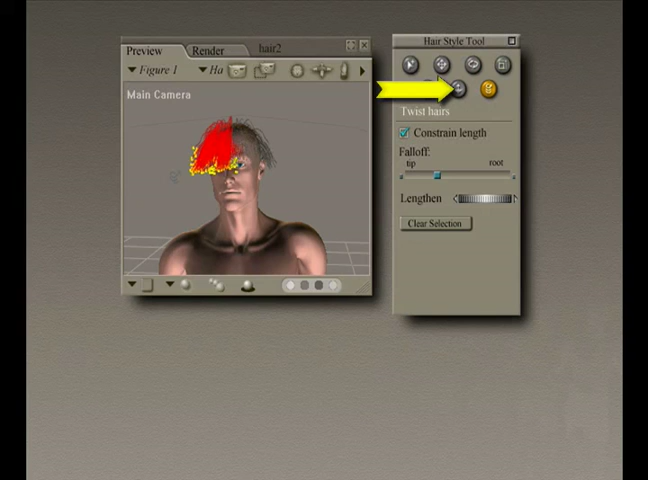 Preview
Render
hair2
Figure 1
Ha
Main Camera
Hair Style Tool
Twist hairs
Constrain length
Falloff:
tip
root
Lengthen
Clear Selection